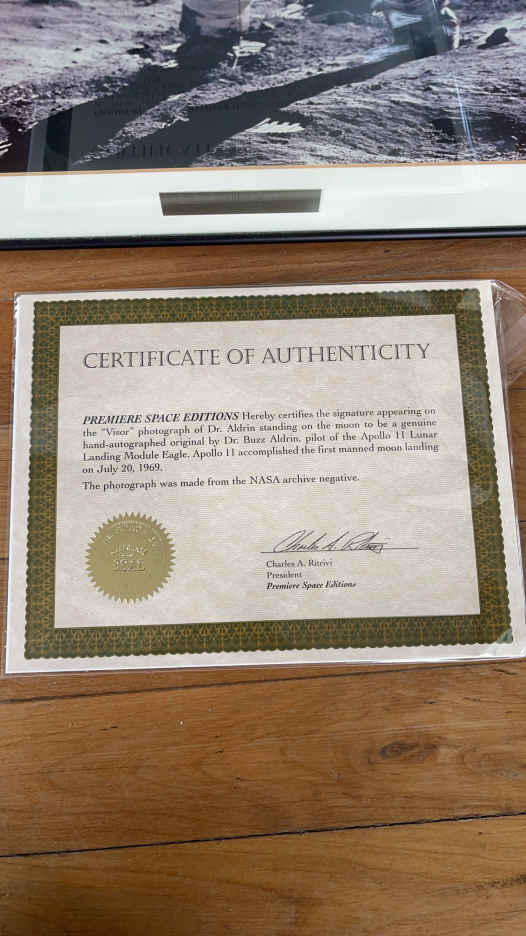 CERTIFICATE OF AUTHENTICITY
PREMIERE SPACE EDITIONS Hereby certifies the signature appearing on
the "Visor" photograph of Dr. Aldrin standing on the moon to be a genuine
hand-autographed original by Dr. Buzz Aldrin, pilot of the Apollo 11 Lunar
Landing Module Eagle. Apollo 11 accomplished the first manned moon landing
on July 20, 1969.
The photograph was made from the NASA archive negative.
Charles A. Ritrivi
Charles A. Ritrivi
President
Premiere Space Editions